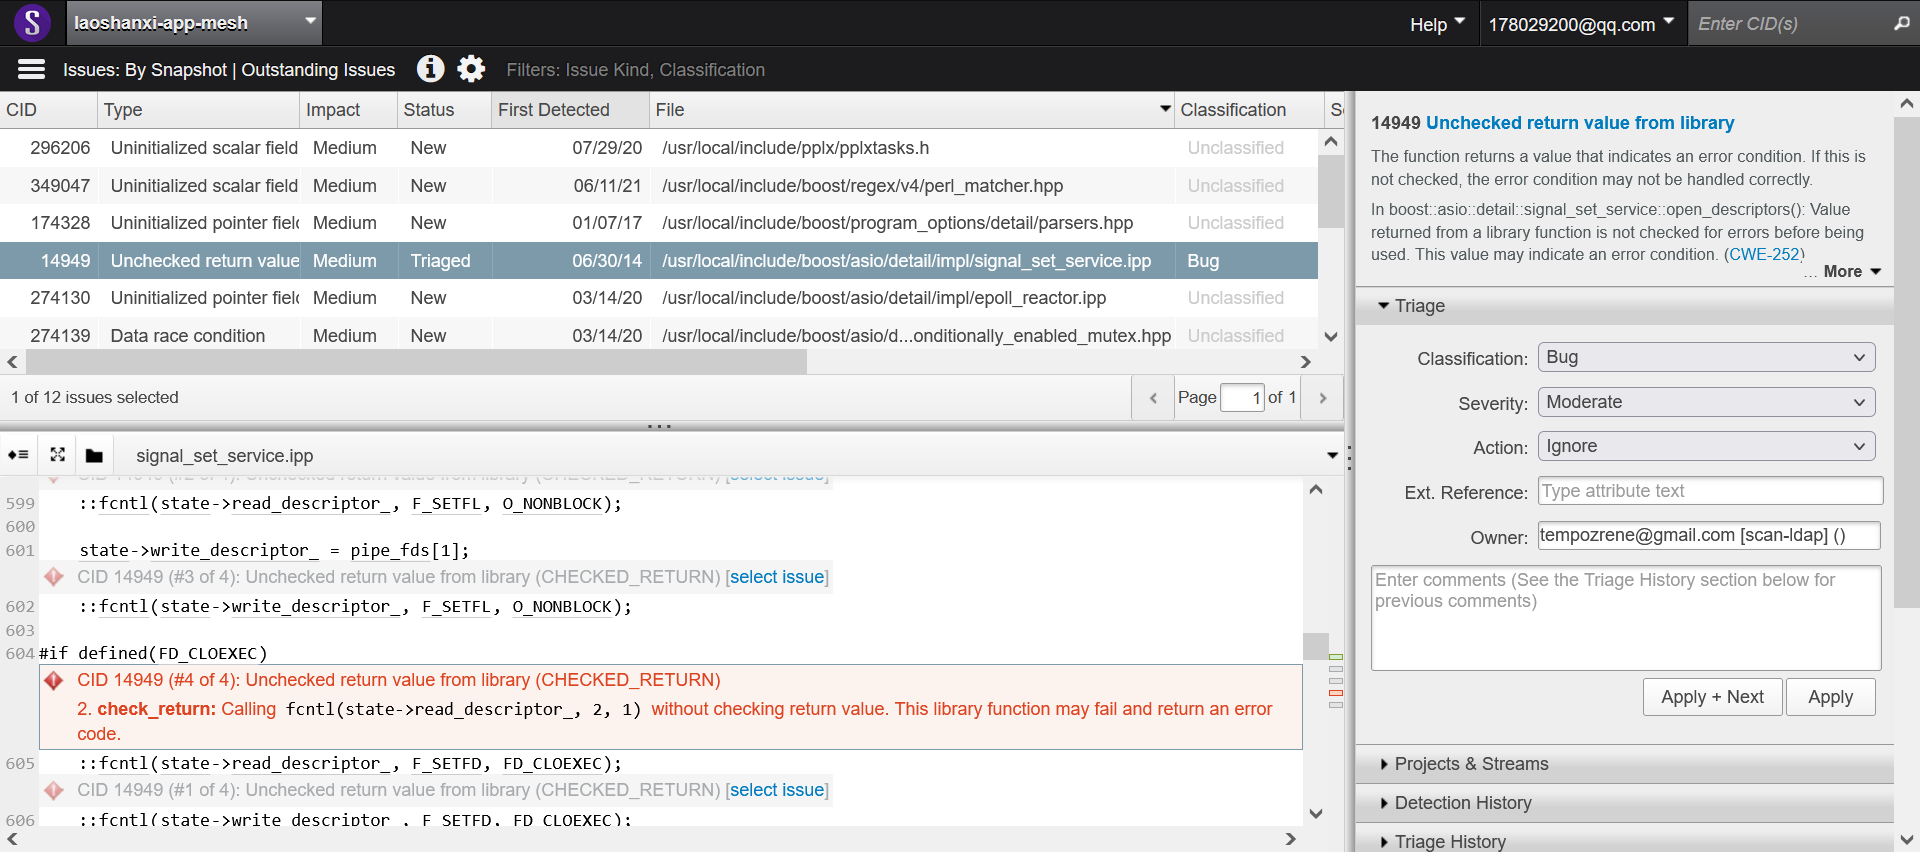 S laoshanxi-app-mesh Help 178029200@qq.com Enter CID(s)
Issues: By Snapshot | Outstanding Issues Filters: Issue Kind, Classification
CID Type Impact Status First Detected File Classification S
296206 Uninitialized scalar field Medium New 07/29/20 /usr/local/include/pplx/pplxtasks.h Unclassified
349047 Uninitialized scalar field Medium New 06/11/21 /usr/local/include/boost/regex/v4/perl_matcher.hpp Unclassified
174328 Uninitialized pointer field Medium New 01/07/17 /usr/local/include/boost/program_options/detail/parsers.hpp Unclassified
14949 Unchecked return value Medium Triaged 06/30/14 /usr/local/include/boost/asio/detail/impl/signal_set_service.ipp Bug
274130 Uninitialized pointer field Medium New 03/14/20 /usr/local/include/boost/asio/detail/impl/epoll_reactor.ipp Unclassified
274139 Data race condition Medium New 03/14/20 /usr/local/include/boost/asio/d...onditionally_enabled_mutex.hpp Unclassified
1 of 12 issues selected Page 1 of 1
signal_set_service.ipp
CID 14949 (#2 of 4): Unchecked return value from library (CHECKED_RETURN) [select issue]
599 ::fcntl(state->read_descriptor_, F_SETFL, O_NONBLOCK);
600
601 state->write_descriptor_ = pipe_fds[1];
CID 14949 (#3 of 4): Unchecked return value from library (CHECKED_RETURN) [select issue]
602 ::fcntl(state->write_descriptor_, F_SETFL, O_NONBLOCK);
603
604 #if defined(FD_CLOEXEC)
CID 14949 (#4 of 4): Unchecked return value from library (CHECKED_RETURN)
2. check_return: Calling fcntl(state->read_descriptor_, 2, 1) without checking return value. This library function may fail and return an error
code.
605 ::fcntl(state->read_descriptor_, F_SETFD, FD_CLOEXEC);
CID 14949 (#1 of 4): Unchecked return value from library (CHECKED_RETURN) [select issue]
606 ::fcntl(state->write_descriptor_, F_SETFD, FD_CLOEXEC);
14949 Unchecked return value from library
The function returns a value that indicates an error condition. If this is
not checked, the error condition may not be handled correctly.
In boost::asio::detail::signal_set_service::open_descriptors(): Value
returned from a library function is not checked for errors before being
used. This value may indicate an error condition. (CWE-252)
... More
Triage
Classification: Bug
Severity: Moderate
Action: Ignore
Ext. Reference: Type attribute text
Owner: tempozrene@gmail.com [scan-ldap] ()
Enter comments (See the Triage History section below for
previous comments)
Apply + Next Apply
Projects & Streams
Detection History
Triage History